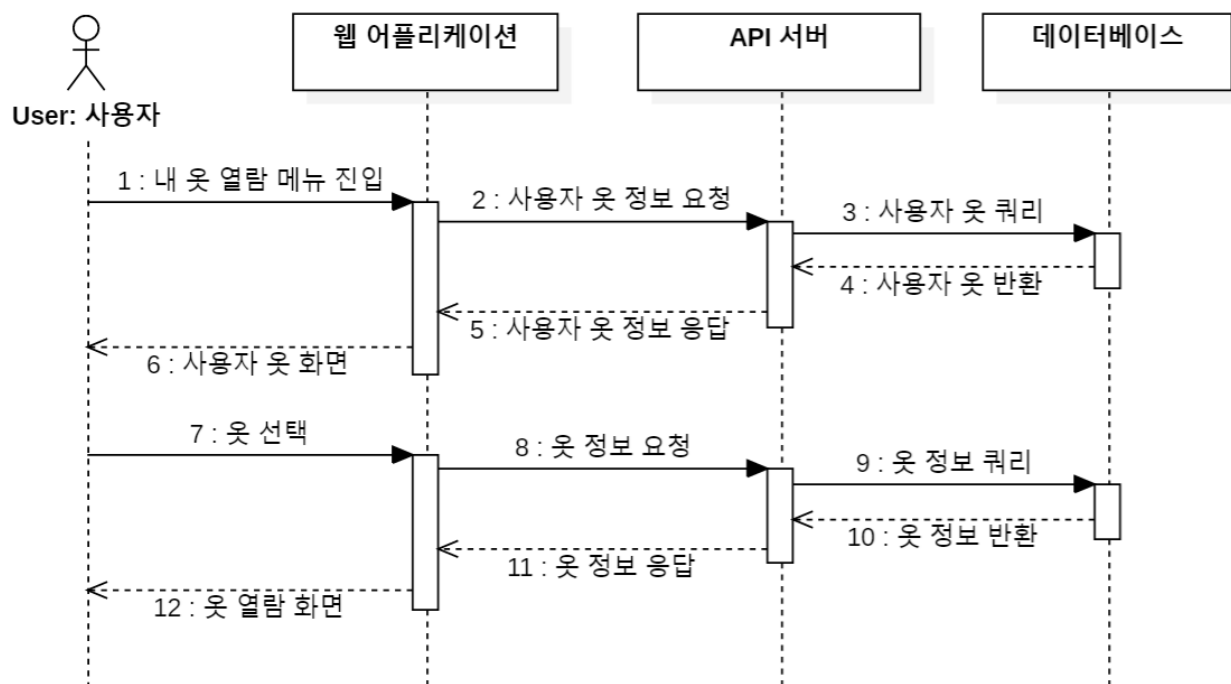 웹 어플리케이션
API 서버
데이터베이스
User: 사용자
1 : 내 옷 열람 메뉴 진입
2 : 사용자 옷 정보 요청
3 : 사용자 옷 쿼리
4 : 사용자 옷 반환
5 : 사용자 옷 정보 응답
6 : 사용자 옷 화면
7 : 옷 선택
8 : 옷 정보 요청
9 : 옷 정보 쿼리
10 : 옷 정보 반환
11 : 옷 정보 응답
12 : 옷 열람 화면